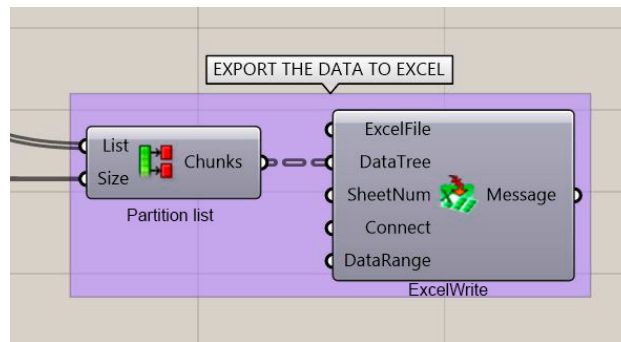 EXPORT THE DATA TO EXCEL
List
Size
Chunks
Partition list
ExcelFile
DataTree
SheetNum
Connect
DataRange
Message
ExcelWrite